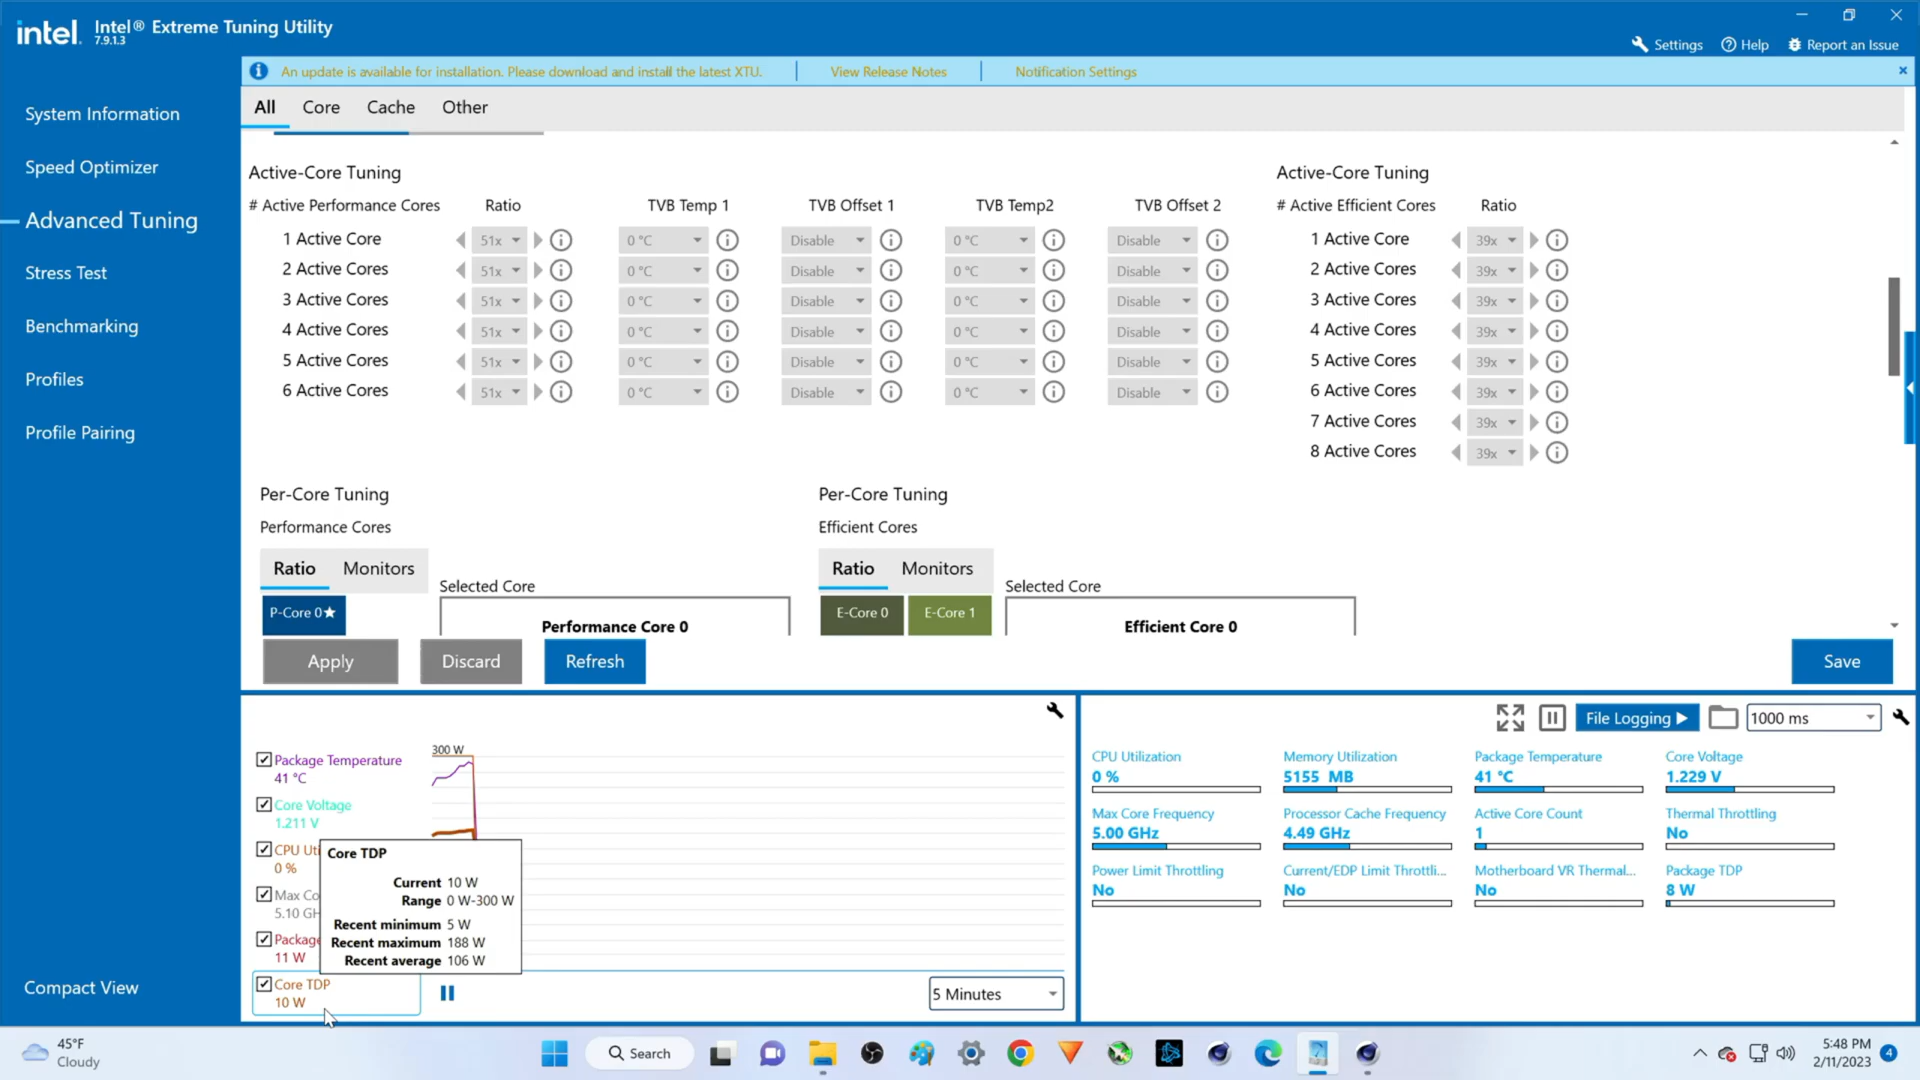 intel.
Intel® Extreme Tuning Utility
7.9.1.3
Settings
Help
Report an Issue
An update is available for installation. Please download and install the latest XTU.
View Release Notes
Notification Settings
System Information
Speed Optimizer
Advanced Tuning
Stress Test
Benchmarking
Profiles
Profile Pairing
Compact View
All Core Cache Other
Active-Core Tuning
# Active Performance Cores Ratio TVB Temp 1 TVB Offset 1 TVB Temp2 TVB Offset 2
1 Active Core 51x 0 °C Disable 0 °C Disable
2 Active Cores 51x 0 °C Disable 0 °C Disable
3 Active Cores 51x 0 °C Disable 0 °C Disable
4 Active Cores 51x 0 °C Disable 0 °C Disable
5 Active Cores 51x 0 °C Disable 0 °C Disable
6 Active Cores 51x 0 °C Disable 0 °C Disable
Active-Core Tuning
# Active Efficient Cores Ratio
1 Active Core 39x
2 Active Cores 39x
3 Active Cores 39x
4 Active Cores 39x
5 Active Cores 39x
6 Active Cores 39x
7 Active Cores 39x
8 Active Cores 39x
Per-Core Tuning
Performance Cores
Ratio Monitors
P-Core 0★
Selected Core
Performance Core 0
Per-Core Tuning
Efficient Cores
Ratio Monitors
E-Core 0 E-Core 1
Selected Core
Efficient Core 0
Apply Discard Refresh Save
300 W
Package Temperature
41 °C
Core Voltage
1.211 V
CPU Uti
0 %
Max Co
5.10 GH
Package
11 W
Core TDP
10 W
Core TDP
Current 10 W
Range 0 W-300 W
Recent minimum 5 W
Recent maximum 188 W
Recent average 106 W
5 Minutes
File Logging
1000 ms
CPU Utilization
0 %
Memory Utilization
5155 MB
Package Temperature
41 °C
Core Voltage
1.229 V
Max Core Frequency
5.00 GHz
Processor Cache Frequency
4.49 GHz
Active Core Count
1
Thermal Throttling
No
Power Limit Throttling
No
Current/EDP Limit Throttli...
No
Motherboard VR Thermal...
No
Package TDP
8 W
45°F
Cloudy
Search
5:48 PM
2/11/2023
4